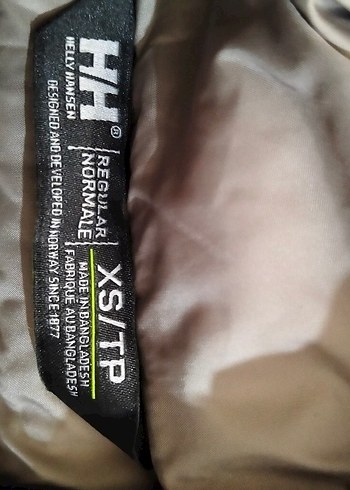 HH®
HELLY HANSEN
DESIGNED AND DEVELOPED IN NORWAY SINCE 1877
REGULAR
NORMALE
XS/TP
MADE IN BANGLADESH
FABRIQUE AU BANGLADESH